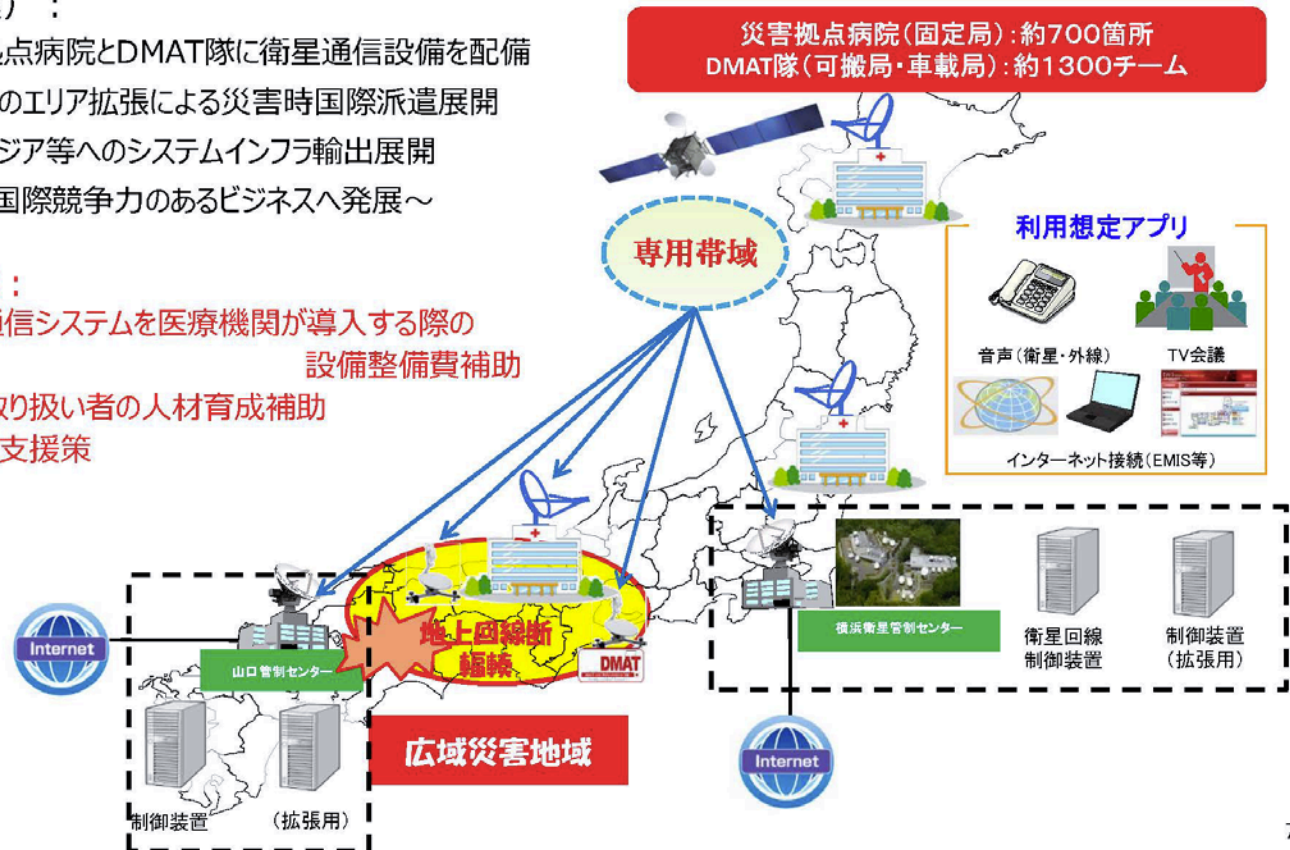 ） ：
点病院とDMAT隊に衛星通信設備を配備
のエリア拡張による災害時国際派遣展開
ジア等へのシステムインフラ輸出展開
国際競争力のあるビジネスへ発展～
：
信システムを医療機関が導入する際の
設備整備費補助
取り扱い者の人材育成補助
支援策
災害拠点病院（固定局）：約700箇所
DMAT隊（可搬局・車載局）：約1300チーム
専用帯域
利用想定アプリ
音声（衛星・外線）
TV会議
インターネット接続（EMIS等）
地上回線断
輻輳
DMAT
広域災害地域
Internet
山口管制センター
制御装置
（拡張用）
横浜衛星管制センター
衛星回線
制御装置
制御装置
（拡張用）
Internet